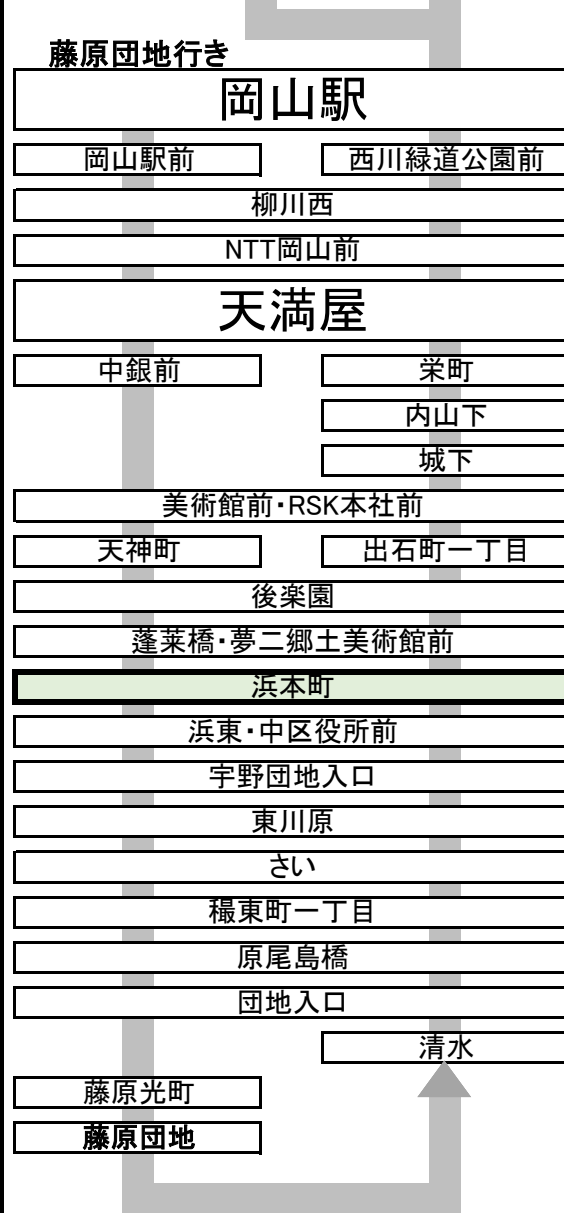 藤原団地行き
岡山駅
岡山駅前 西川緑道公園前
柳川西
NTT岡山前
天満屋
中銀前 栄町
内山下
城下
美術館前・RSK本社前
天神町 出石町一丁目
後楽園
蓬莱橋・夢二郷土美術館前
浜本町
浜東・中区役所前
宇野団地入口
東川原
さい
穝東町一丁目
原尾島橋
団地入口
清水
藤原光町
藤原団地